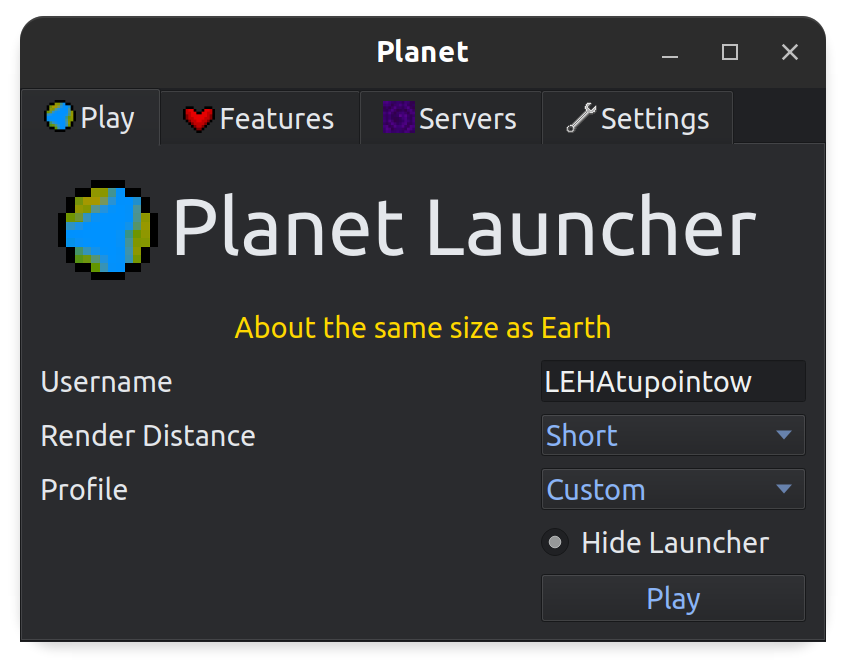 Planet
Play Features Servers Settings
Planet Launcher
About the same size as Earth
Username LEHAtupointow
Render Distance Short
Profile Custom
Hide Launcher
Play